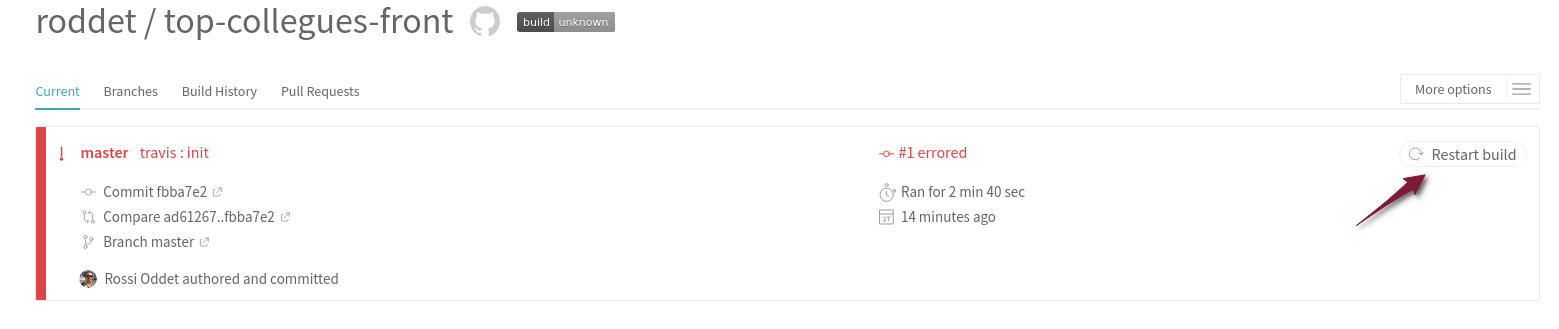 roddet / top-collegues-front build unknown
Current Branches Build History Pull Requests More options
! master travis : init #1 errored Restart build
Commit fbba7e2 Ran for 2 min 40 sec
Compare ad61267..fbba7e2 27 14 minutes ago
Branch master
Rossi Oddet authored and committed